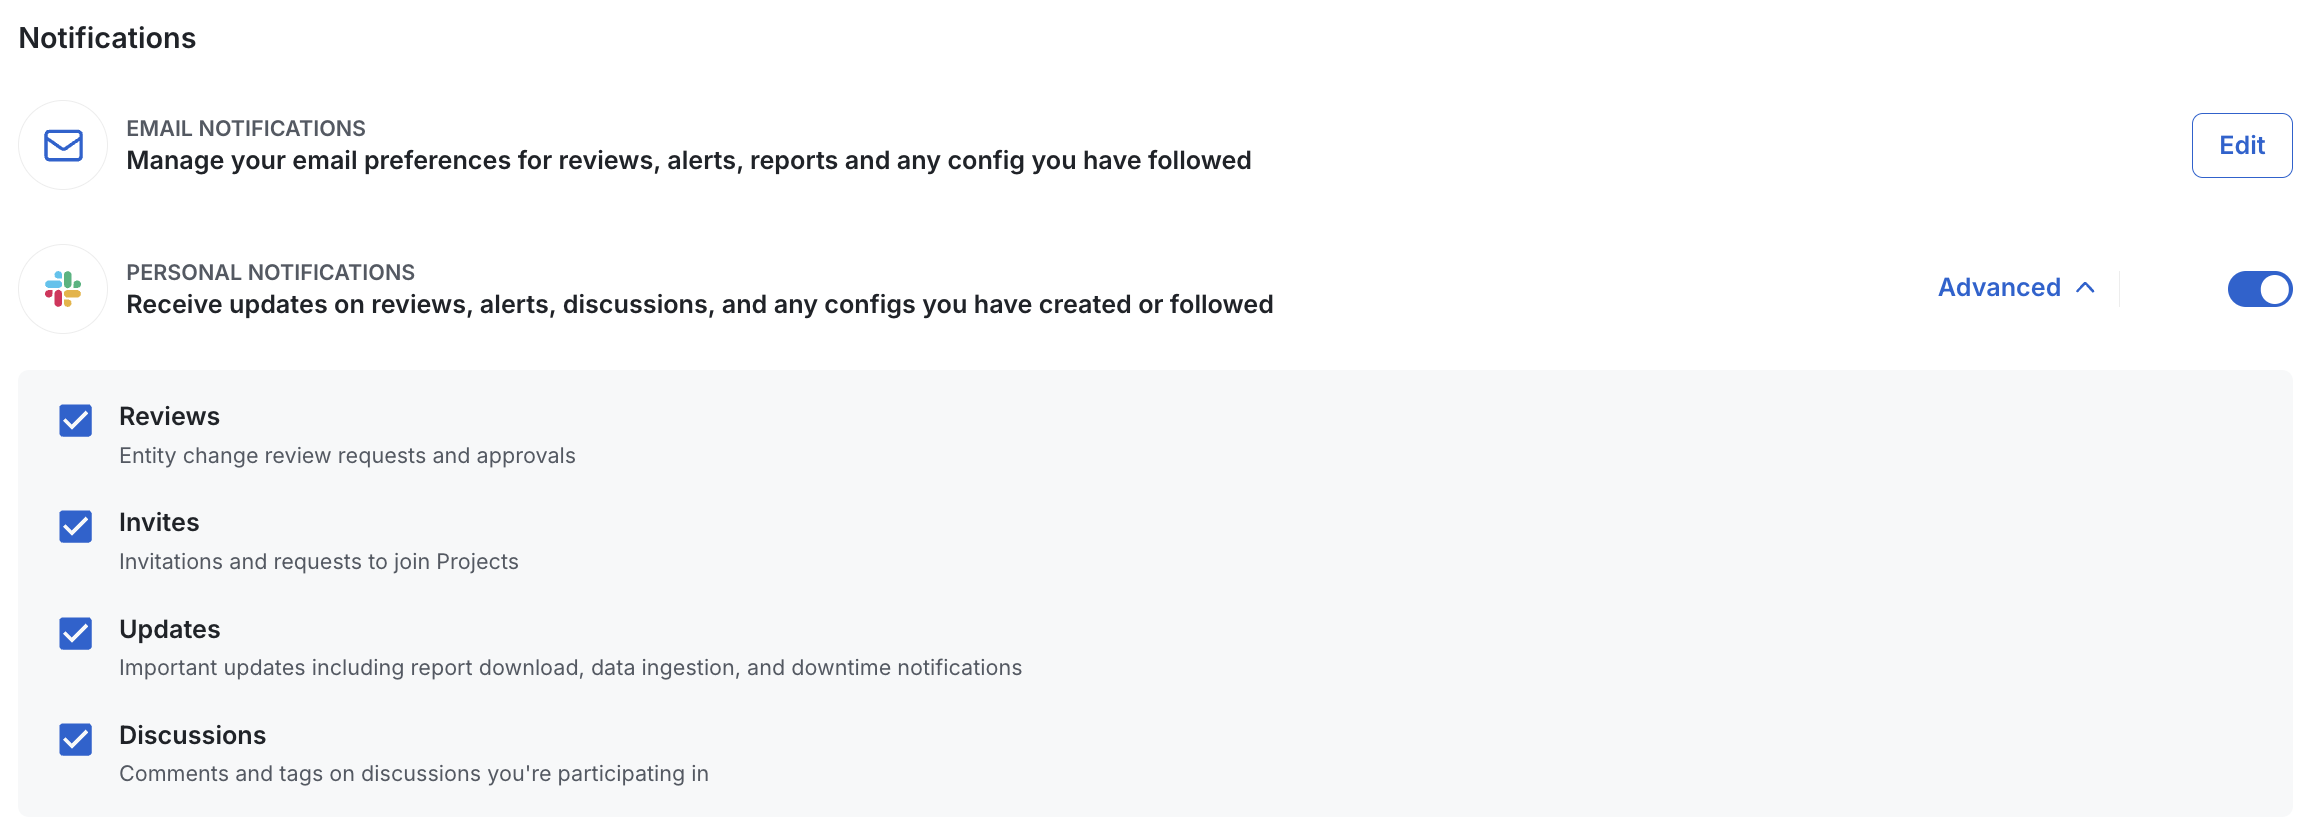 Notifications
EMAIL NOTIFICATIONS
Manage your email preferences for reviews, alerts, reports and any config you have followed
Edit
PERSONAL NOTIFICATIONS
Receive updates on reviews, alerts, discussions, and any configs you have created or followed
Advanced
Reviews
Entity change review requests and approvals
Invites
Invitations and requests to join Projects
Updates
Important updates including report download, data ingestion, and downtime notifications
Discussions
Comments and tags on discussions you're participating in